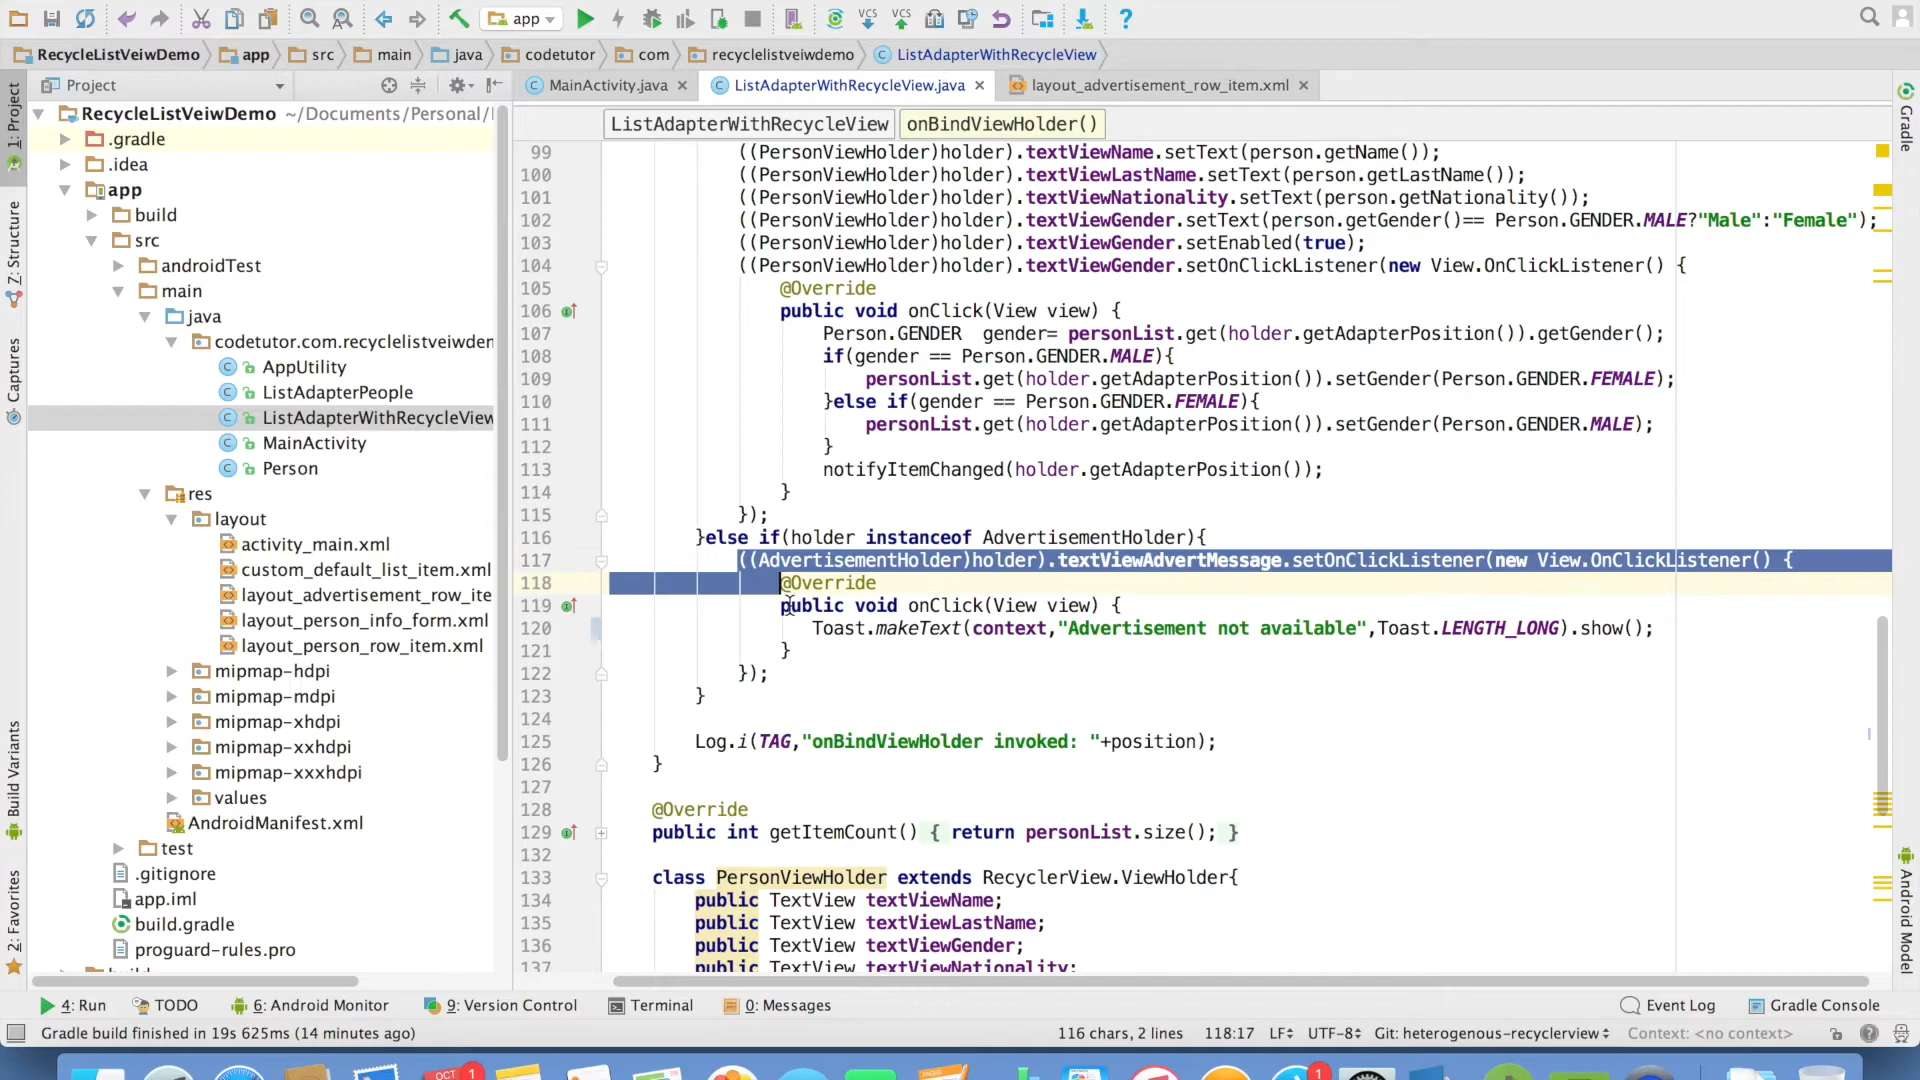 app
RecycleListVeiwDemo app src main java codetutor com recyclelistveiwdemo ListAdapterWithRecycleView
Project
MainActivity.java ListAdapterWithRecycleView.java layout_advertisement_row_item.xml
ListAdapterWithRecycleView onBindViewHolder()
RecycleListVeiwDemo ~/Documents/Personal/
.gradle
.idea
app
build
src
androidTest
main
java
codetutor.com.recyclelistveiwden
AppUtility
ListAdapterPeople
ListAdapterWithRecycleView
MainActivity
Person
res
layout
activity_main.xml
custom_default_list_item.xml
layout_advertisement_row_ite
layout_person_info_form.xml
layout_person_row_item.xml
mipmap-hdpi
mipmap-mdpi
mipmap-xhdpi
mipmap-xxhdpi
mipmap-xxxhdpi
values
AndroidManifest.xml
test
.gitignore
app.iml
build.gradle
proguard-rules.pro
1: Project
Z: Structure
Captures
Build Variants
2: Favorites
99 ((PersonViewHolder)holder).textViewName.setText(person.getName());
100 ((PersonViewHolder)holder).textViewLastName.setText(person.getLastName());
101 ((PersonViewHolder)holder).textViewNationality.setText(person.getNationality());
102 ((PersonViewHolder)holder).textViewGender.setText(person.getGender()== Person.GENDER.MALE?"Male":"Female");
103 ((PersonViewHolder)holder).textViewGender.setEnabled(true);
104 ((PersonViewHolder)holder).textViewGender.setOnClickListener(new View.OnClickListener() {
105 @Override
106 public void onClick(View view) {
107 Person.GENDER gender= personList.get(holder.getAdapterPosition()).getGender();
108 if(gender == Person.GENDER.MALE){
109 personList.get(holder.getAdapterPosition()).setGender(Person.GENDER.FEMALE);
110 }else if(gender == Person.GENDER.FEMALE){
111 personList.get(holder.getAdapterPosition()).setGender(Person.GENDER.MALE);
112 }
113 notifyItemChanged(holder.getAdapterPosition());
114 }
115 });
116 }else if(holder instanceof AdvertisementHolder){
117 ((AdvertisementHolder)holder).textViewAdvertMessage.setOnClickListener(new View.OnClickListener() {
118 @Override
119 public void onClick(View view) {
120 Toast.makeText(context,"Advertisement not available",Toast.LENGTH_LONG).show();
121 }
122 });
123 }
124
125 Log.i(TAG,"onBindViewHolder invoked: "+position);
126 }
127
128 @Override
129 public int getItemCount() { return personList.size(); }
132
133 class PersonViewHolder extends RecyclerView.ViewHolder{
134 public TextView textViewName;
135 public TextView textViewLastName;
136 public TextView textViewGender;
137 public TextView textViewNationality;
Gradle
Android Model
4: Run TODO 6: Android Monitor 9: Version Control Terminal 0: Messages Event Log Gradle Console
Gradle build finished in 19s 625ms (14 minutes ago) 116 chars, 2 lines 118:17 LF UTF-8 Git: heterogenous-recyclerview Context: <no context>
VCS VCS
OCT 1
1